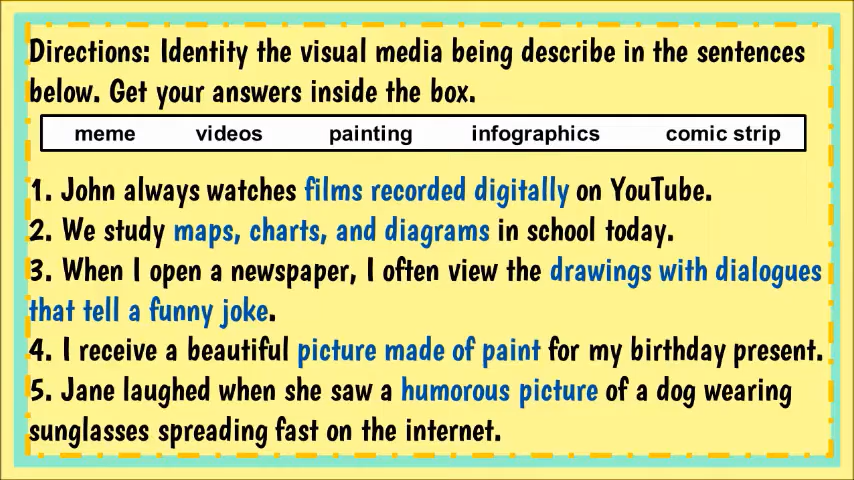 Directions: Identity the visual media being describe in the sentences
below. Get your answers inside the box.
meme videos painting infographics comic strip
1. John always watches films recorded digitally on YouTube.
2. We study maps, charts, and diagrams in school today.
3. When I open a newspaper, I often view the drawings with dialogues
that tell a funny joke.
4. I receive a beautiful picture made of paint for my birthday present.
5. Jane laughed when she saw a humorous picture of a dog wearing
sunglasses spreading fast on the internet.